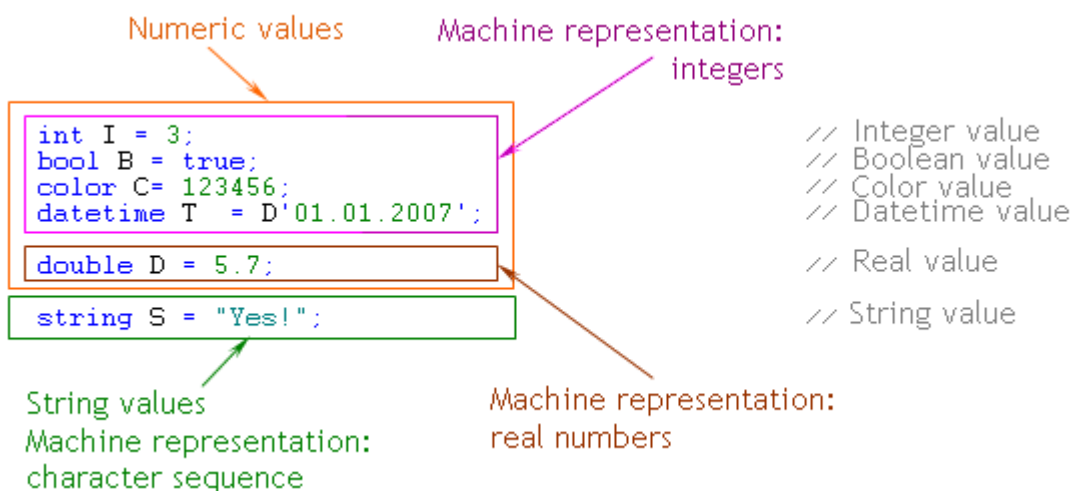 Numeric values
Machine representation:
integers
int I = 3;
// Integer value
bool B = true;
// Boolean value
color C= 123456;
// Color value
datetime T  = D'01.01.2007';
// Datetime value
double D = 5.7;
// Real value
string S = "Yes!";
// String value
String values
Machine representation:
character sequence
Machine representation:
real numbers